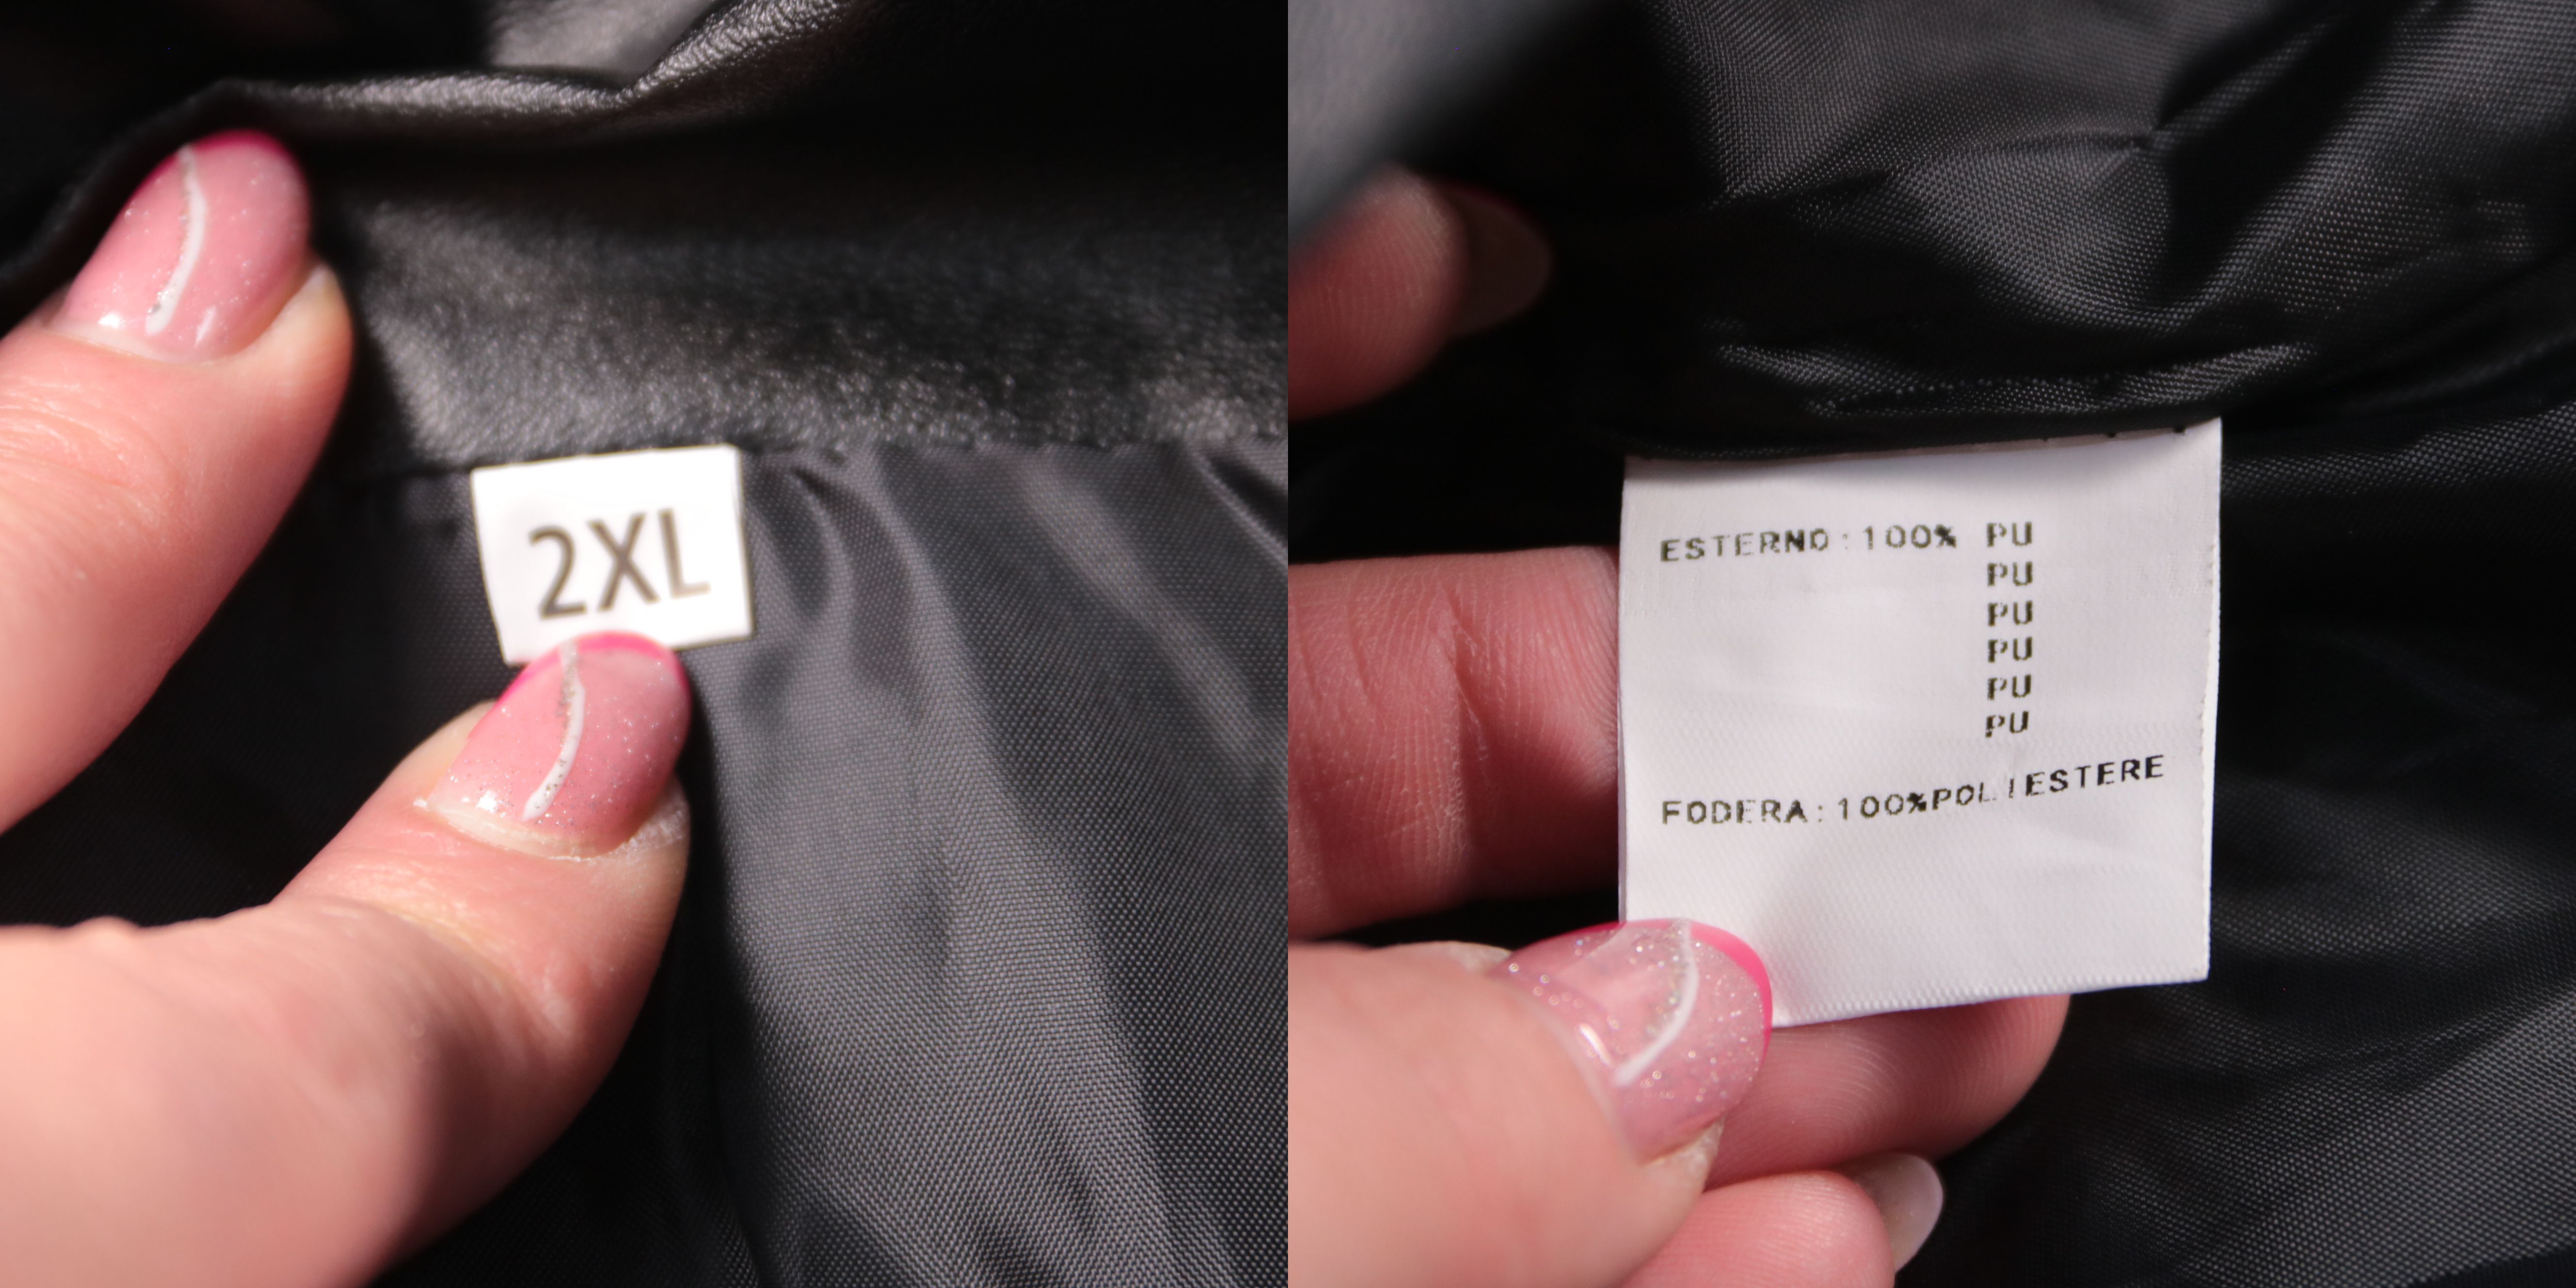 2XL
ESTERNO:100% PU
PU
PU
PU
PU
PU
FODERA:100%POLIESTERE